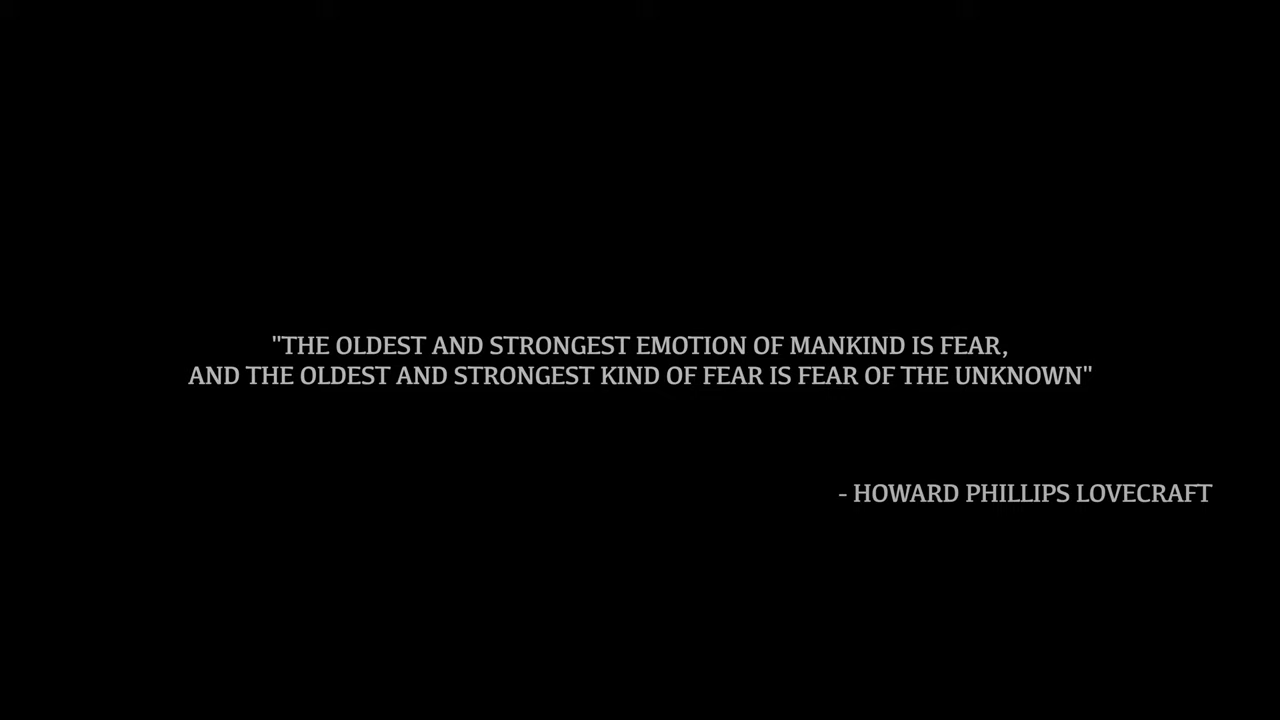 "THE OLDEST AND STRONGEST EMOTION OF MANKIND IS FEAR,
AND THE OLDEST AND STRONGEST KIND OF FEAR IS FEAR OF THE UNKNOWN"
- HOWARD PHILLIPS LOVECRAFT